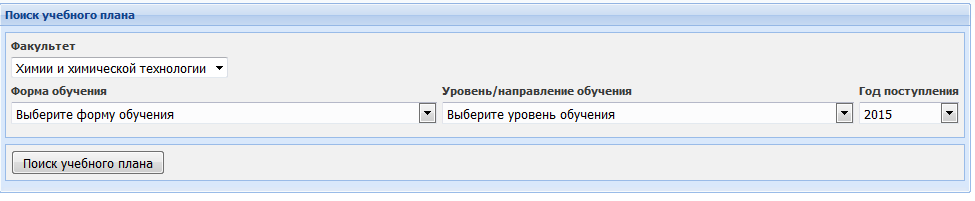 Поиск учебного плана
Факультет
Химии и химической технологии
Форма обучения Уровень/направление обучения Год поступления
Выберите форму обучения Выберите уровень обучения 2015
Поиск учебного плана